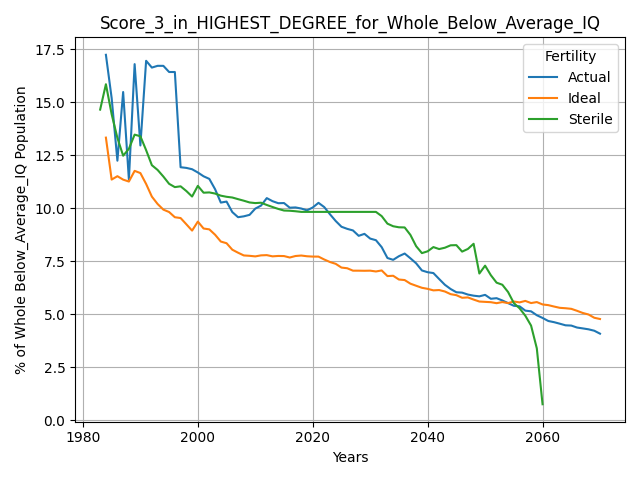 Score_3_in_HIGHEST_DEGREE_for_Whole_Below_Average_IQ
% of Whole Below_Average_IQ Population
17.5
15.0
12.5
10.0
7.5
5.0
2.5
0.0
Fertility
Actual
Ideal
Sterile
1980
2000
2020
2040
2060
Years